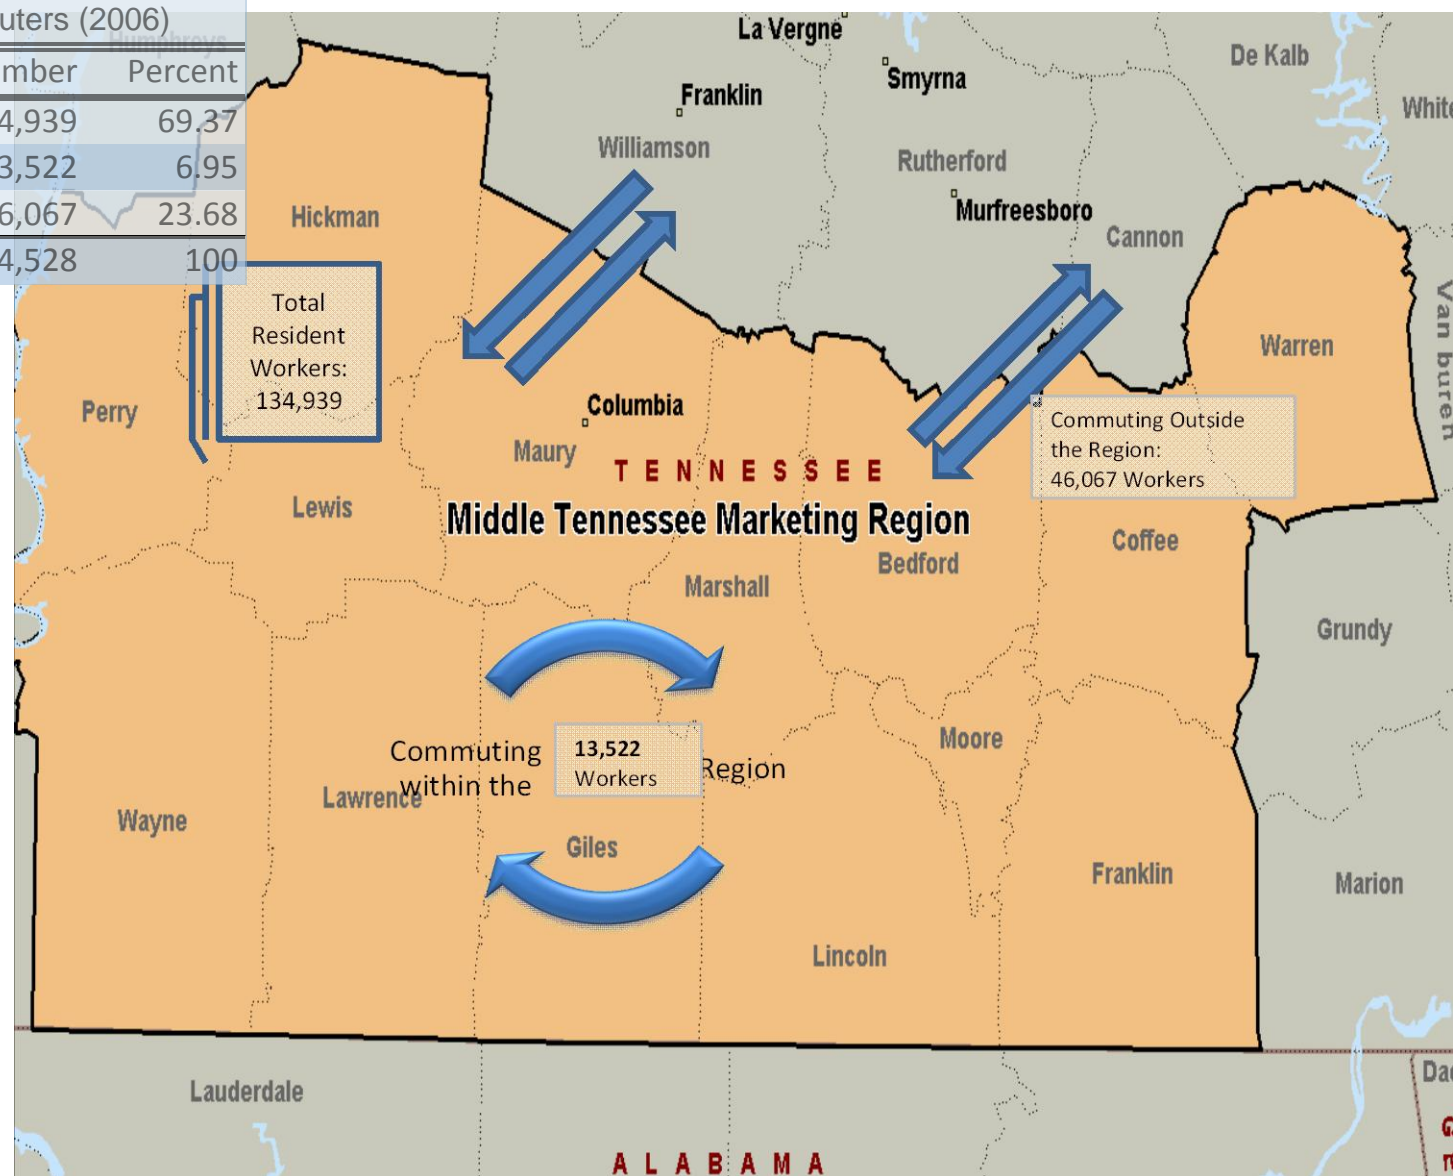 uters (2006)
Humphreys
mber Percent
4,939 69.37
3,522 6.95
6,067 23.68
4,528 100
La Vergne
De Kalb
Smyrna
Franklin
White
Williamson
Rutherford
Murfreesboro
Hickman
Cannon
Van buren
Total
Resident
Workers:
134,939
Warren
Perry
Columbia
Commuting Outside
the Region:
46,067 Workers
Maury
TENNESSEE
Lewis
Middle Tennessee Marketing Region
Coffee
Bedford
Marshall
Grundy
Moore
Commuting
within the
13,522
Workers
Region
Lawrence
Wayne
Giles
Franklin
Marion
Lincoln
Lauderdale
ALABAMA